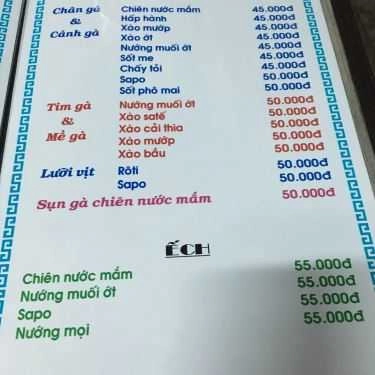 Chân gà Chiên nước mắm 45.000đ
& Hấp hành 45.000đ
Cánh gà Xào mướp 45.000đ
Xào ớt 45.000đ
Nướng muối ớt 45.000đ
Sốt me 45.000đ
Chấy tỏi 45.000đ
Sapo 50.000đ
Sốt phô mai 50.000đ
Tim gà Nướng muối ớt 50.000đ
& Xào satế 50.000đ
Mề gà Xào cải thìa 50.000đ
Xào mướp 50.000đ
Xào bầu 50.000đ
Lưỡi vịt Rôti 50.000đ
Sapo 50.000đ
Sụn gà chiên nước mắm 50.000đ
ẾCH
Chiên nước mắm 55.000đ
Nướng muối ớt 55.000đ
Sapo 55.000đ
Nướng mọi 55.000đ